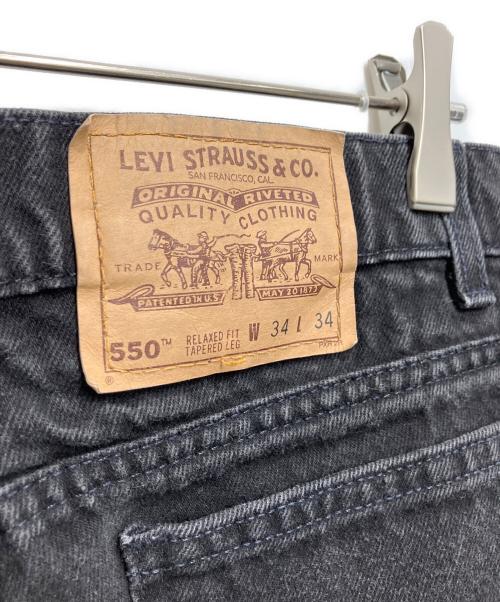 LEVI STRAUSS & CO.
SAN FRANCISCO, CAL.
ORIGINAL RIVETED
QUALITY CLOTHING
TRADE MARK
PATENTED IN U.S. MAY 20 1873
550™ RELAXED FIT W 34 L 34
TAPERED LEG
®